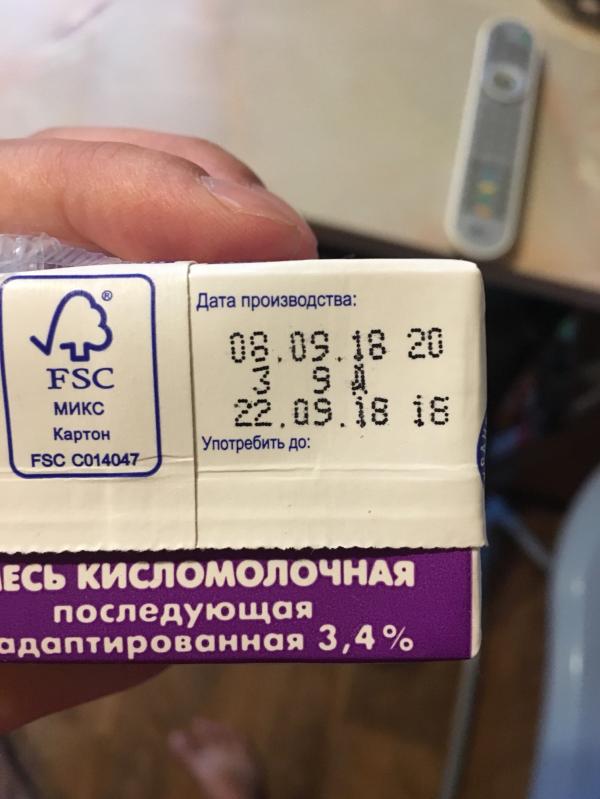 ®
FSC
МИКС
Картон
FSC C014047
Дата производства:
08.09.18 20
3 9 Д
22.09.18 18
Употребить до:
КИСЛОМОЛОЧНАЯ
последующая
адаптированная 3,4%